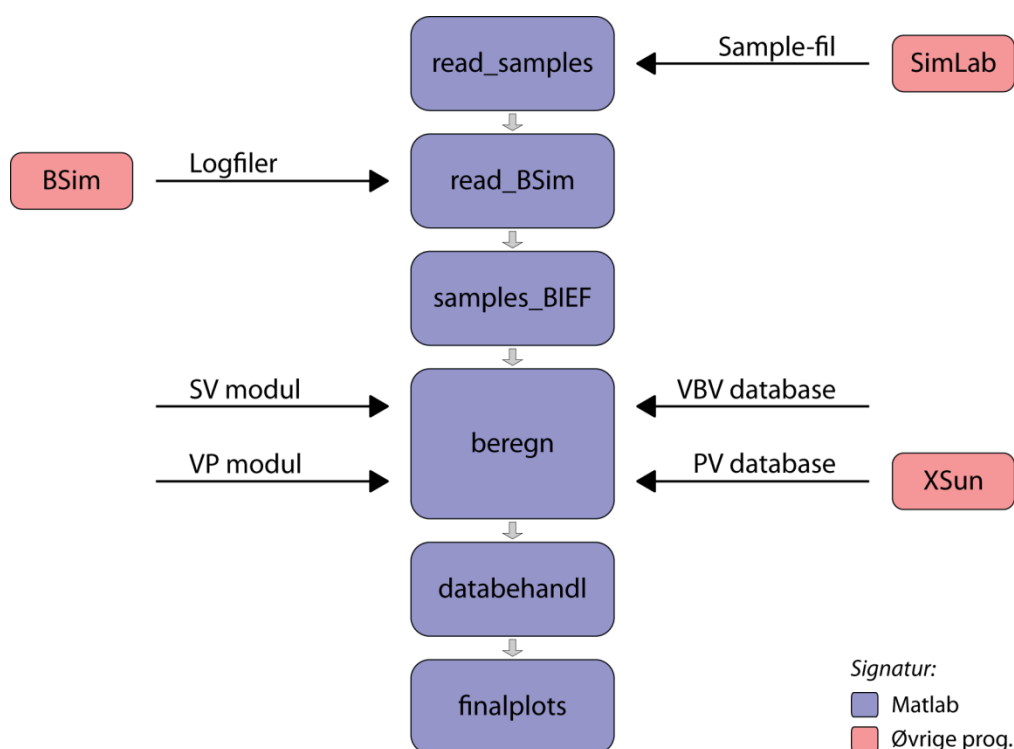 read_samples
Sample-fil
SimLab
BSim
Logfiler
read_BSim
samples_BIEF
SV modul
VBV database
beregn
VP modul
PV database
XSun
databehandl
finalplots
Signatur:
Matlab
Øvrige prog.